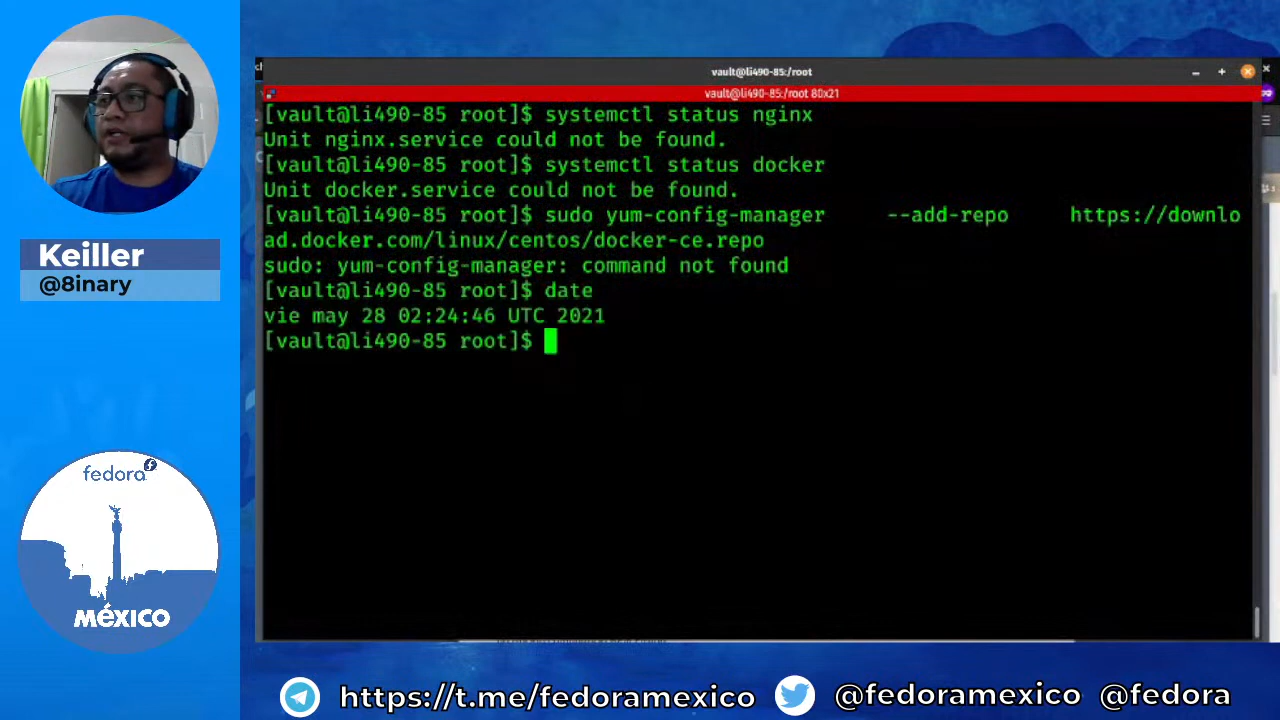 vault@li490-85:/root
vault@li490-85:/root 80x21
[vault@li490-85 root]$ systemctl status nginx
Unit nginx.service could not be found.
[vault@li490-85 root]$ systemctl status docker
Unit docker.service could not be found.
[vault@li490-85 root]$ sudo yum-config-manager     --add-repo     https://downlo
ad.docker.com/linux/centos/docker-ce.repo
sudo: yum-config-manager: command not found
[vault@li490-85 root]$ date
vie may 28 02:24:46 UTC 2021
[vault@li490-85 root]$
Keiller
@8inary
fedora
MÉXICO
https://t.me/fedoramexico @fedoramexico @fedora